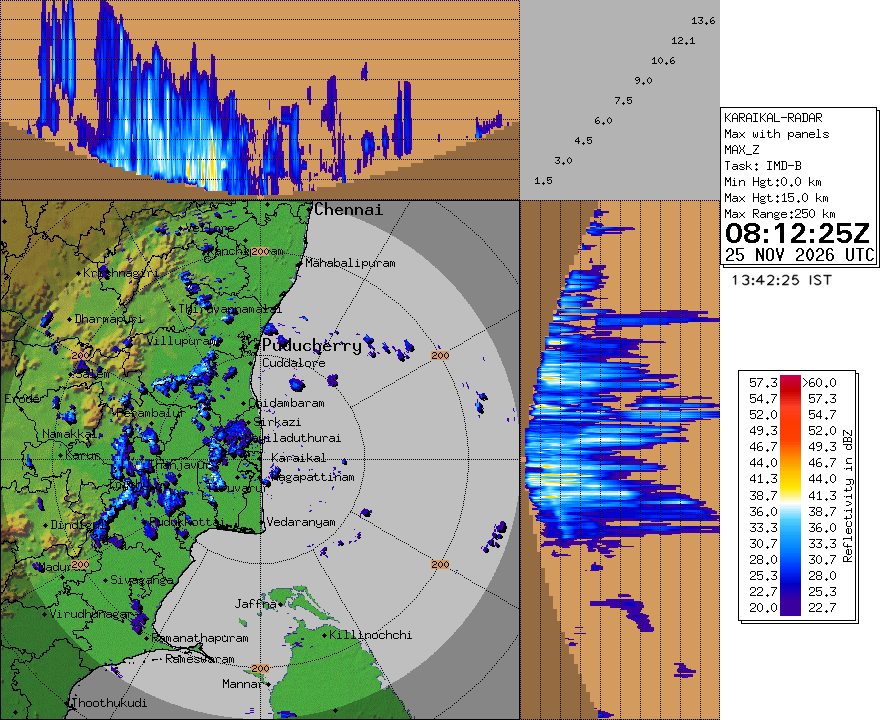 13.6
12.1
10.6
9.0
7.5
6.0
4.5
3.0
1.5
KARAIKAL-RADAR
Max with panels
MAX_Z
Task: IMD-B
Min Hgt:0.0 km
Max Hgt:15.0 km
Max Range:250 km
08:12:25Z
25 NOV 2026 UTC
13:42:25 IST
Chennai
200
Mahabalipuram
Krishnagiri
Thiruvannamalai
Dharmapuri
Villupuram
Puducherry
200
200
Cuddalore
Salem
Erode
Chidambaram
Perambalur
Sirkazi
Namakkal
Karur
Karaikal
Nagapattinam
Pudukkottai
Vedaranyam
Dindigul
200
200
Sivaganga
Jaffna
Virudhunagar
Killinochchi
Ramanathapuram
Rameswaram
200
Mannar
Thoothukudi
57.3 >60.0
54.7 57.3
52.0 54.7
49.3 52.0
46.7 49.3
44.0 46.7
41.3 44.0
38.7 41.3
36.0 38.7
33.3 36.0
30.7 33.3
28.0 30.7
25.3 28.0
22.7 25.3
20.0 22.7
Reflectivity in dBZ